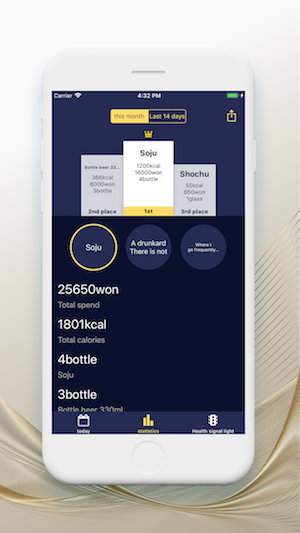 Carrier
4:32 PM
this month
Last 14 days
Soju
1200kcal
16000won
4bottle
1st
Bottle beer 33...
366kcal
6000won
3bottle
2nd place
Shochu
50kcal
650won
1glass
3rd place
Soju
A drunkard
There is not
Where I
go frequently...
25650won
Total spend
1801kcal
Total calories
4bottle
Soju
3bottle
Bottle beer 330ml
today
statistics
Health signal light